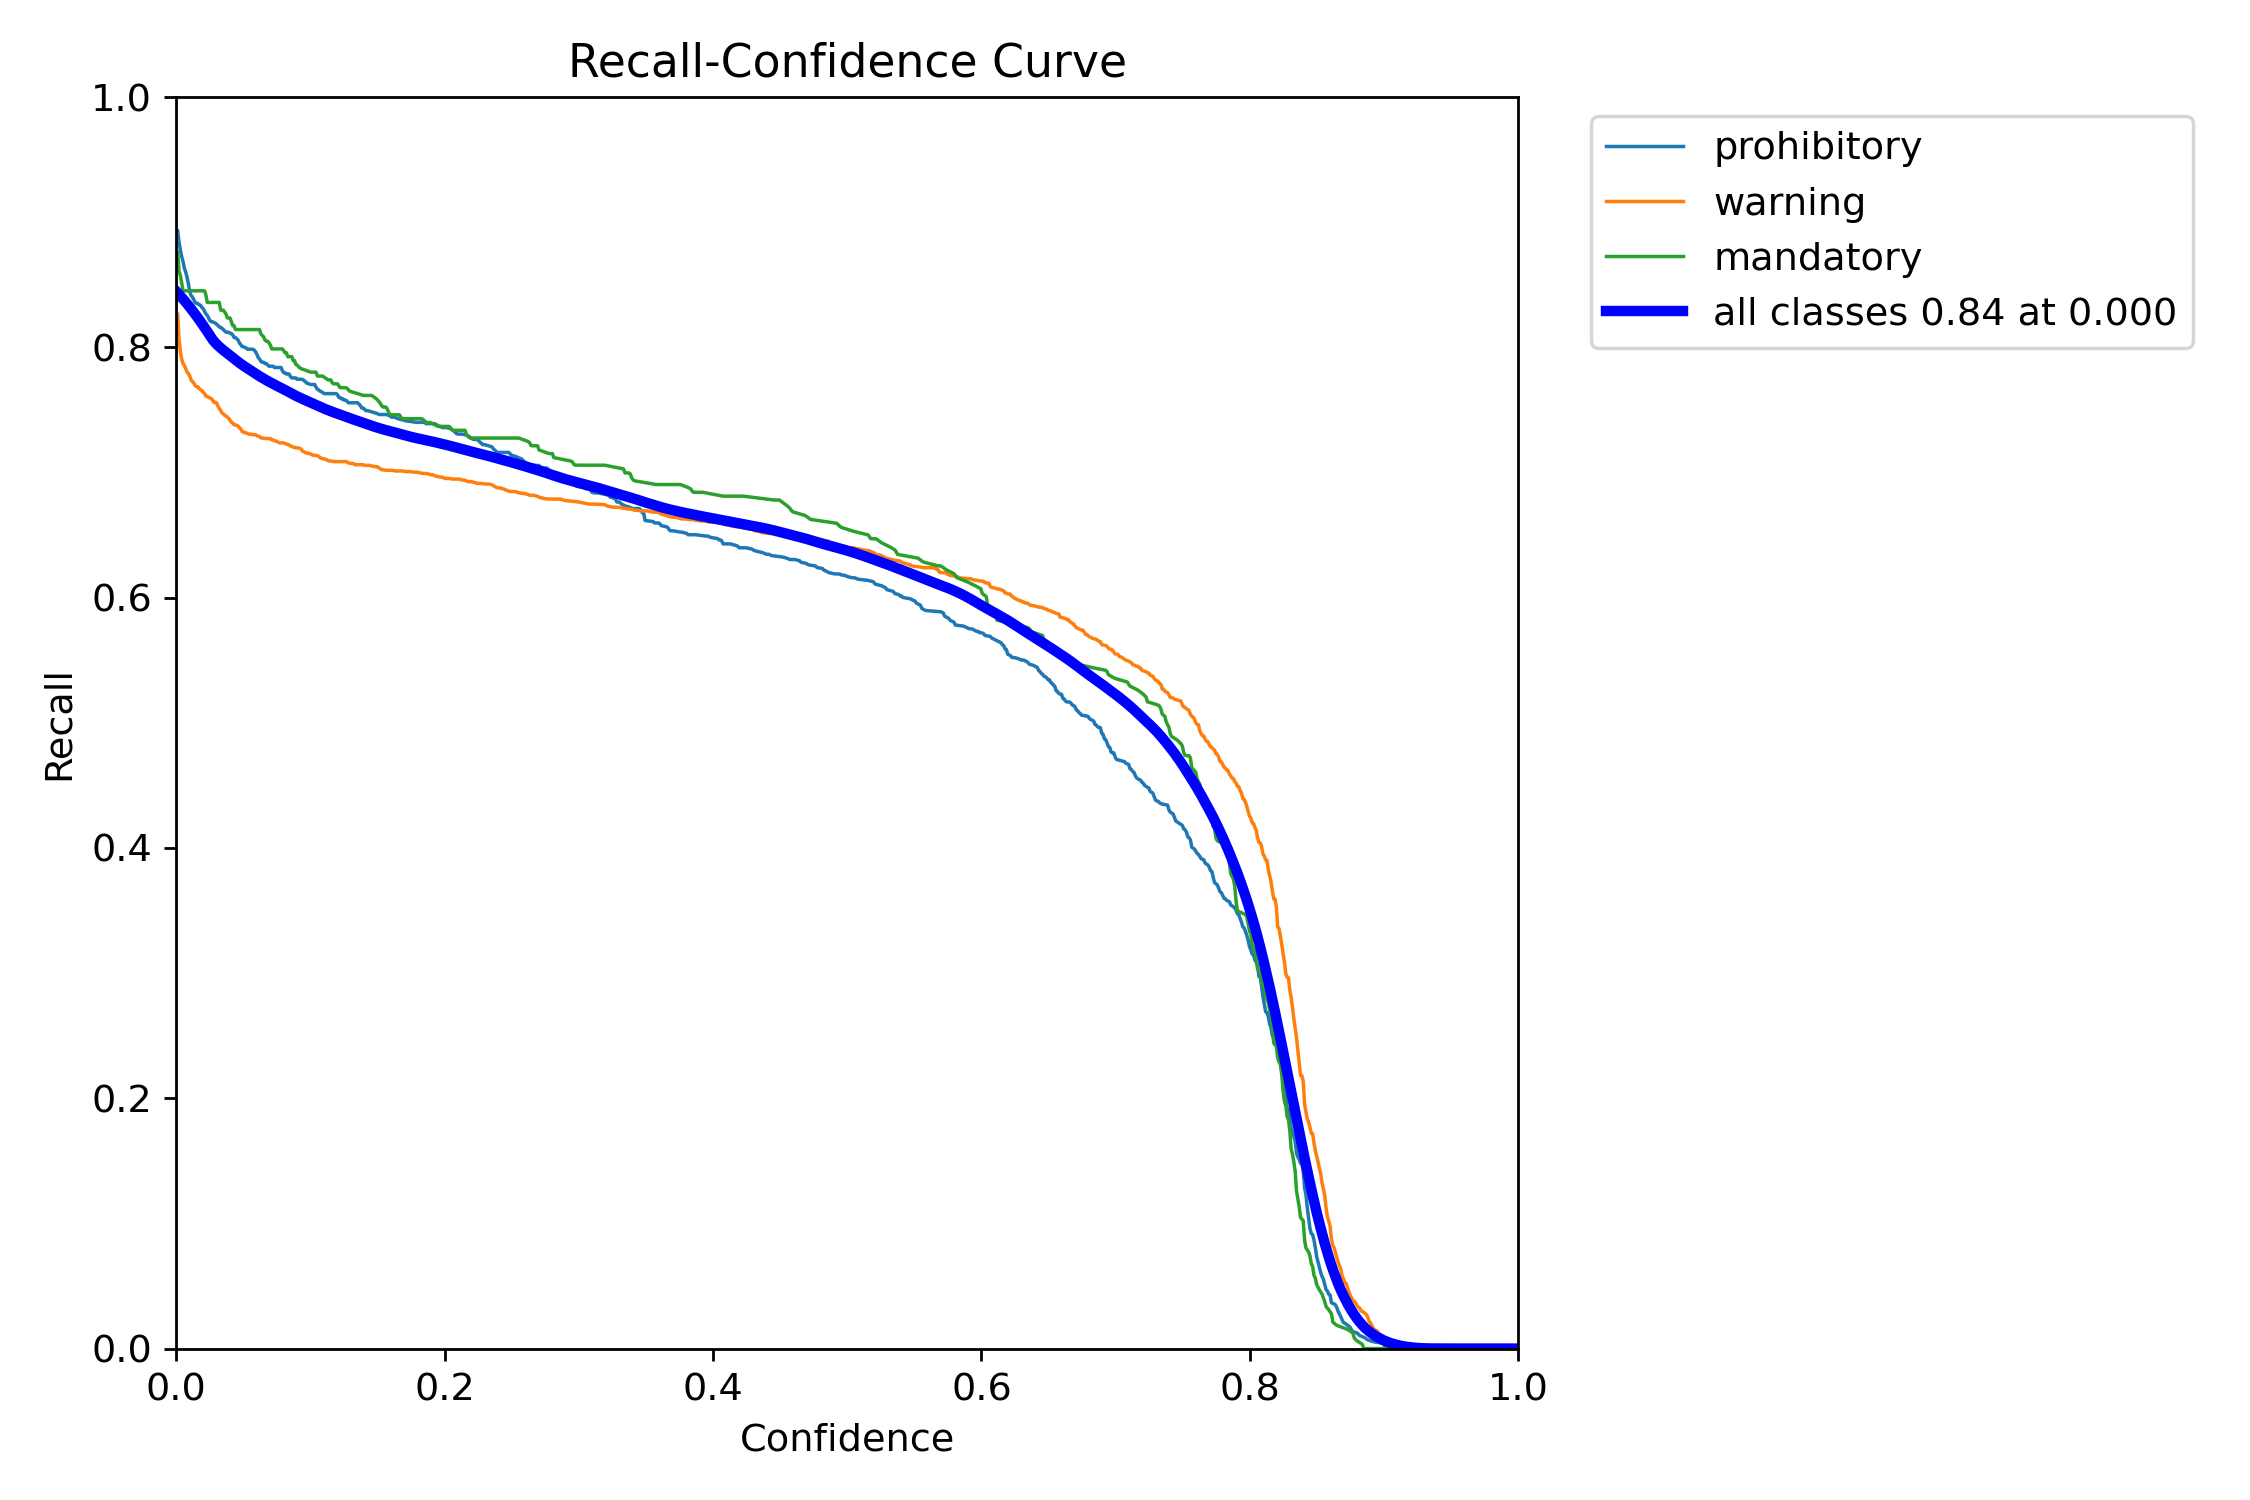 Recall-Confidence Curve
1.0
0.8
0.6
0.4
0.2
0.0
Recall
0.0 0.2 0.4 0.6 0.8 1.0
Confidence
prohibitory
warning
mandatory
all classes 0.84 at 0.000